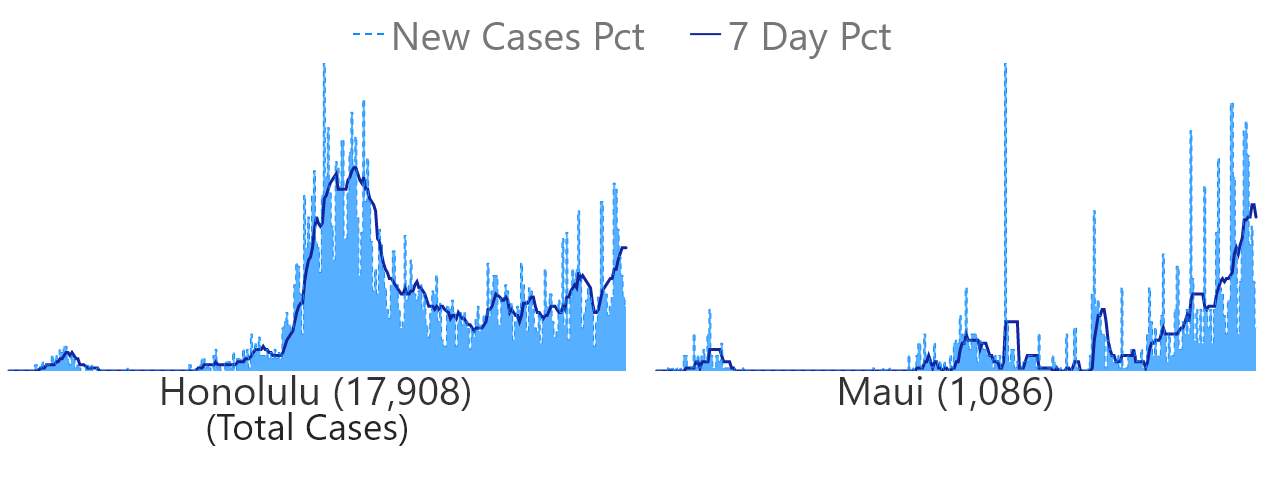 New Cases Pct 7 Day Pct
Honolulu (17,908)
(Total Cases)
Maui (1,086)